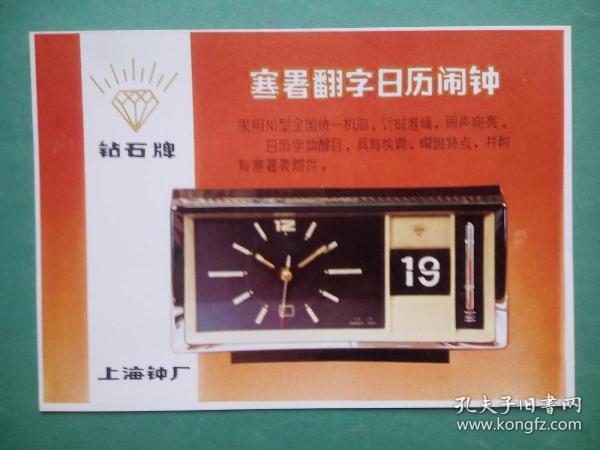 钻石牌
寒暑翻字日历闹钟
采用N1型全国统一机芯，计时准确，闹声响亮。
日历字体醒目，具有快调、瞬跳特点，并附
有寒暑表附件。
12
19
上海钟厂
孔夫子旧书网
www.kongfz.com